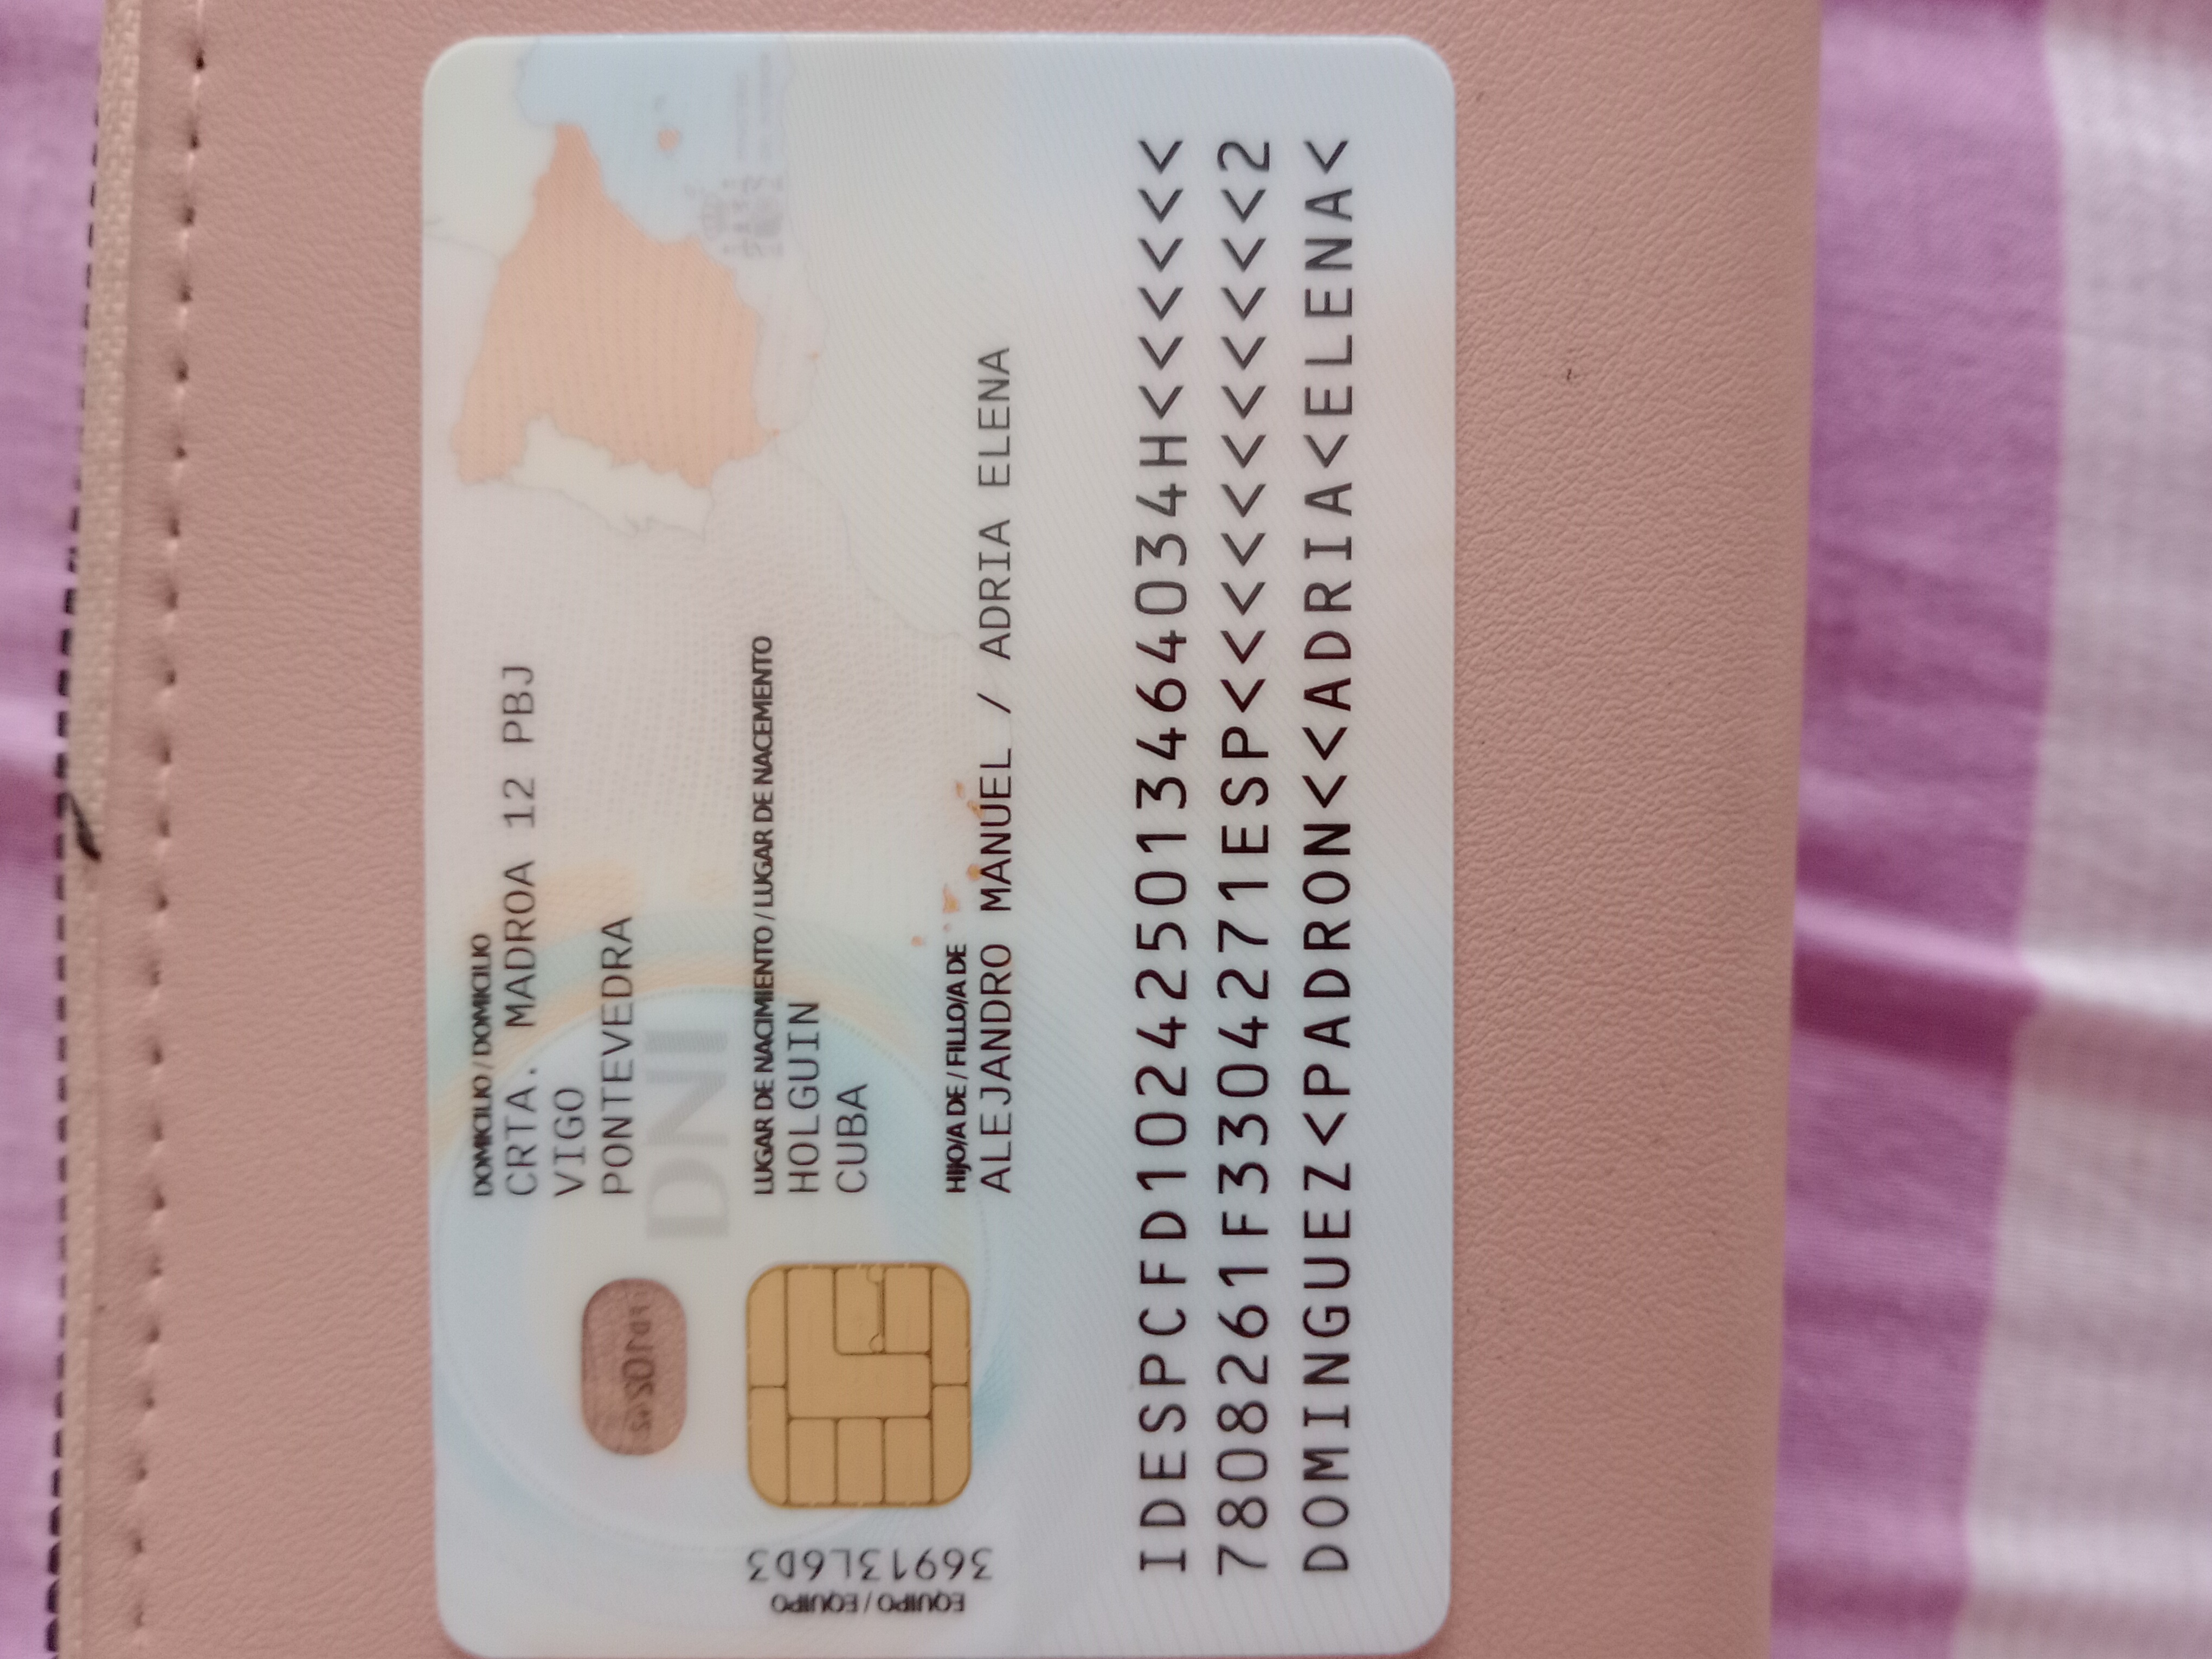 DOMICILIO / DOMICILIO
CRTA. MADROA 12 PBJ
VIGO
PONTEVEDRA
DNI
LUGAR DE NACIMIENTO / LUGAR DE NACEMENTO
HOLGUIN
CUBA
EQUIPO / EQUIPO
36913L6D3
HIJO/A DE / FILLO/A DE
ALEJANDRO MANUEL / ADRIA ELENA
IDESPCFD102425013464034H<<<<<<
7808261F3304271ESP<<<<<<<<<<<2
DOMINGUEZ<PADRON<<ADRIA<ELENA<